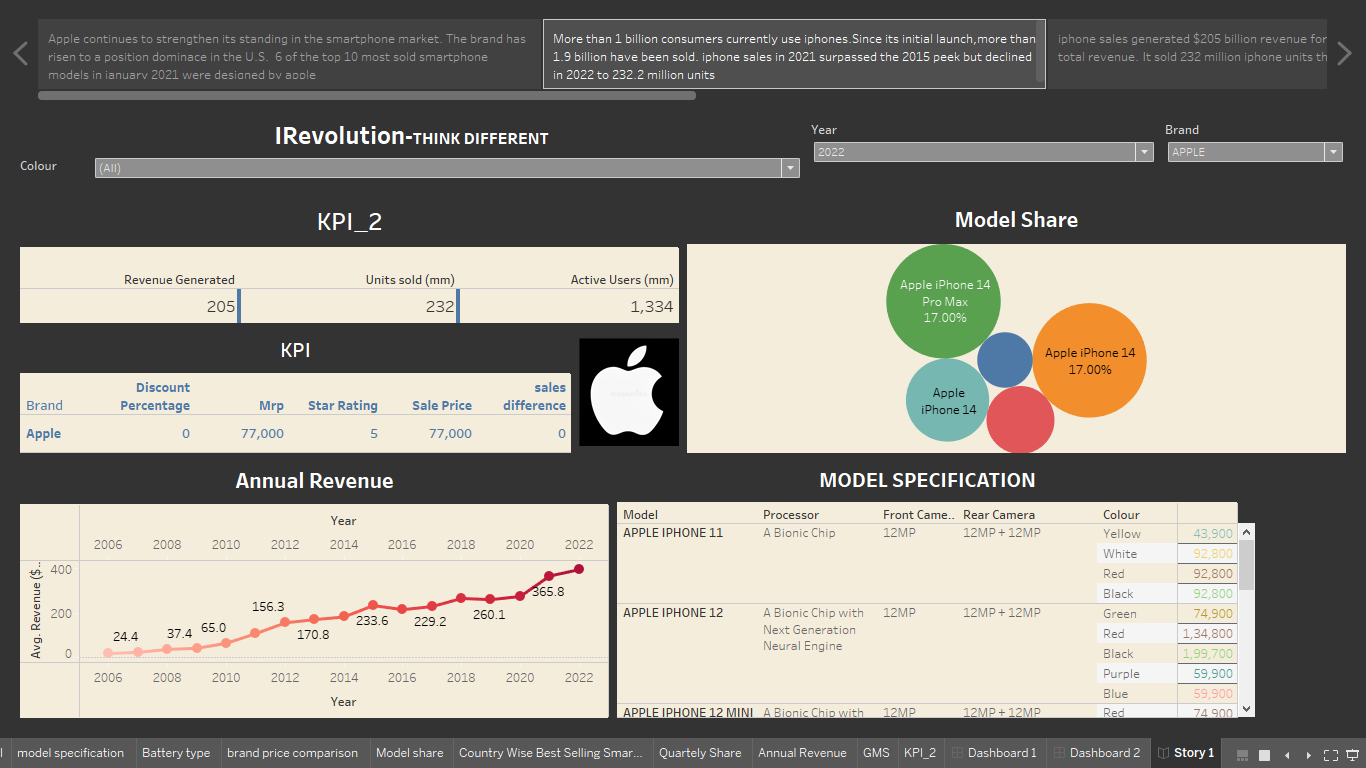 Apple continues to strengthen its standing in the smartphone market. The brand has
risen to a position dominace in the U.S. 6 of the top 10 most sold smartphone
models in january 2021 were designed by apple
More than 1 billion consumers currently use iphones.Since its initial launch,more than
1.9 billion have been sold. iphone sales in 2021 surpassed the 2015 peek but declined
in 2022 to 232.2 million units
iphone sales generated $205 billion revenue for
total revenue. It sold 232 million iphone units th
IRevolution-THINK DIFFERENT
Colour
(All)
Year
2022
Brand
APPLE
KPI_2
Revenue Generated Units sold (mm) Active Users (mm)
205 232 1,334
KPI
Brand Discount Percentage Mrp Star Rating Sale Price sales difference
Apple 0 77,000 5 77,000 0
Model Share
Apple iPhone 14
Pro Max
17.00%
Apple iPhone 14
17.00%
Apple
iPhone 14
Annual Revenue
Year
2006 2008 2010 2012 2014 2016 2018 2020 2022
Avg. Revenue ($..
400
200
0
24.4 37.4 65.0 156.3 170.8 233.6 229.2 260.1 365.8
2006 2008 2010 2012 2014 2016 2018 2020 2022
Year
MODEL SPECIFICATION
Model Processor Front Came.. Rear Camera Colour
APPLE IPHONE 11 A Bionic Chip 12MP 12MP + 12MP Yellow 43,900
White 92,800
Red 92,800
Black 92,800
APPLE IPHONE 12 A Bionic Chip with 12MP 12MP + 12MP Green 74,900
Next Generation Red 1,34,800
Neural Engine Black 1,99,700
Purple 59,900
Blue 59,900
APPLE IPHONE 12 MINI A Bionic Chip with 12MP 12MP + 12MP Red 74,900
model specification Battery type brand price comparison Model share Country Wise Best Selling Smar... Quartely Share Annual Revenue GMS KPI_2 Dashboard 1 Dashboard 2 Story 1